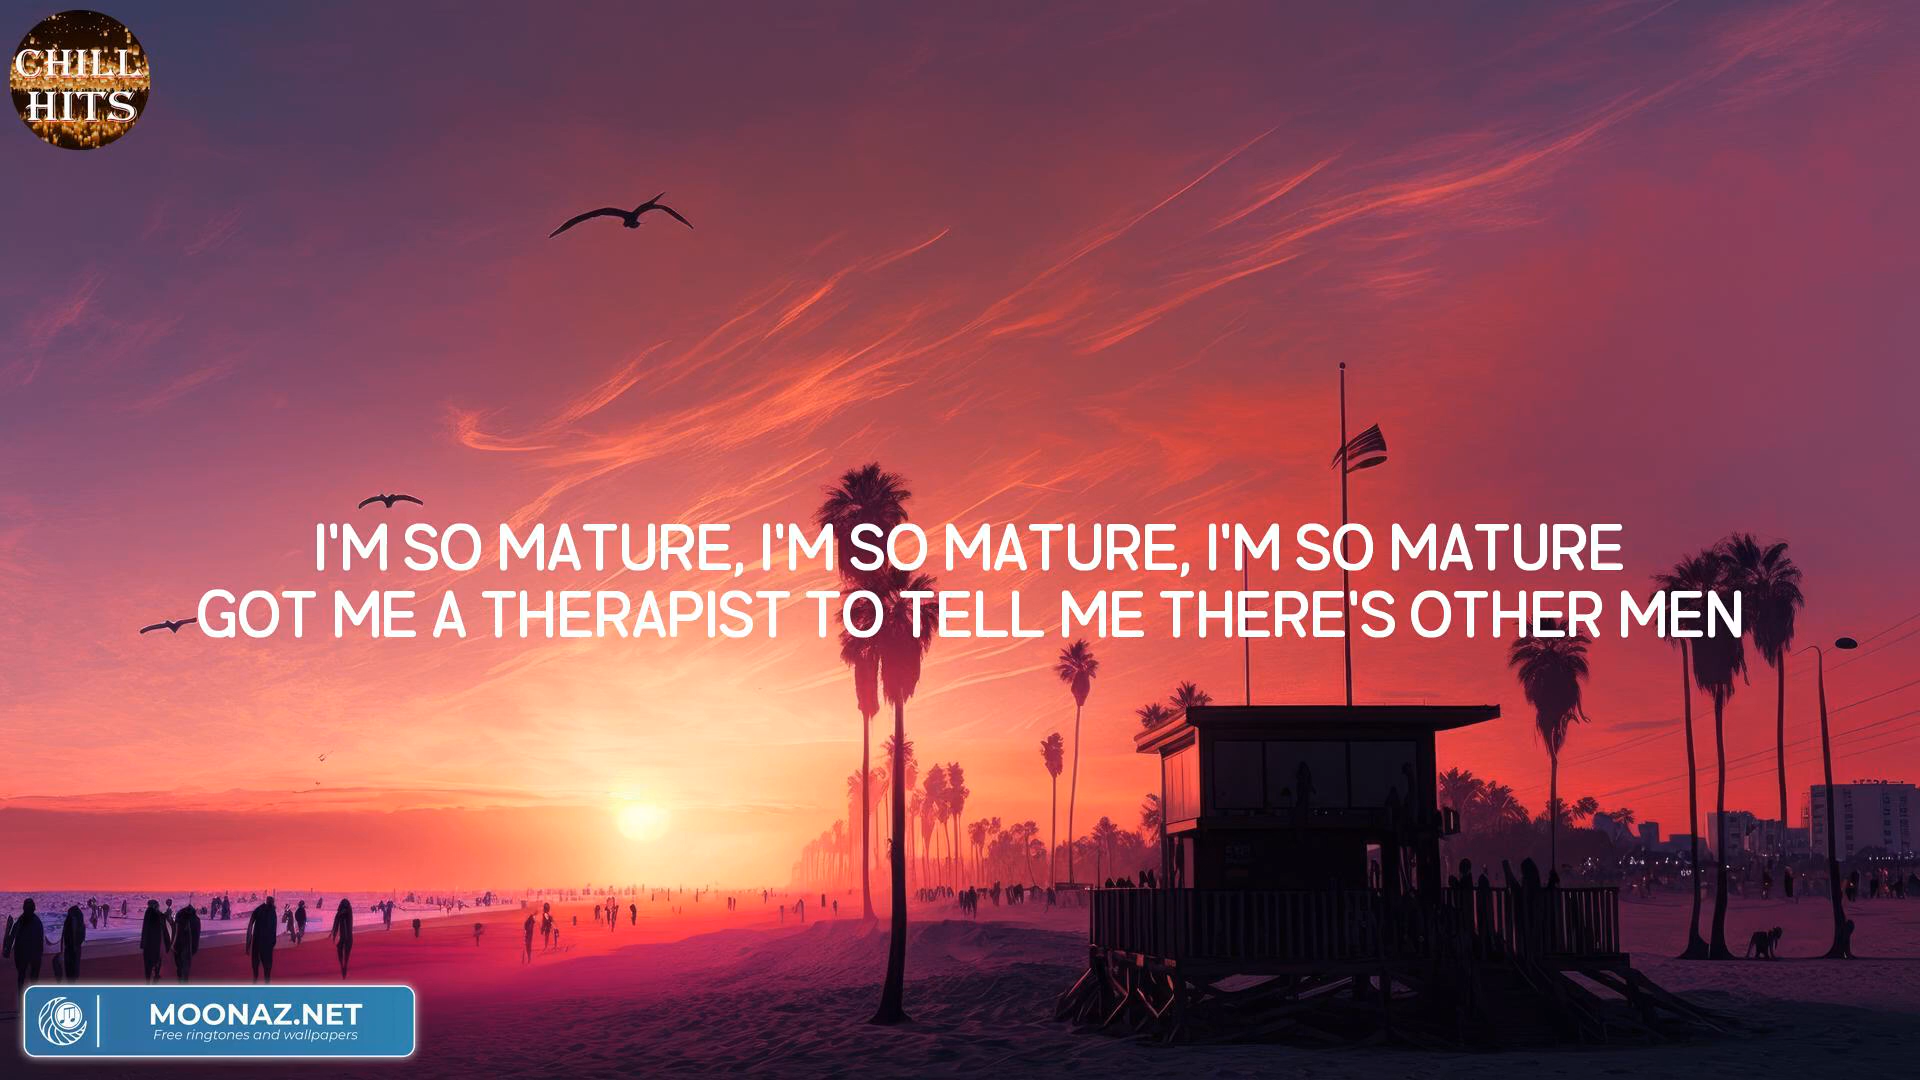 CHILL
HITS
I'M SO MATURE, I'M SO MATURE, I'M SO MATURE
GOT ME A THERAPIST TO TELL ME THERE'S OTHER MEN
MOONAZ.NET
Free ringtones and wallpapers